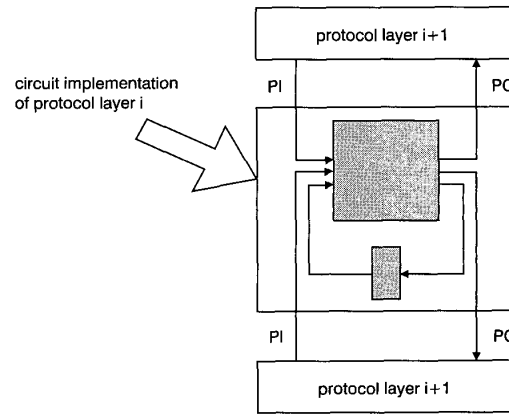 protocol layer i+1
PI
PO
circuit implementation
of protocol layer i
PI
PO
protocol layer i+1